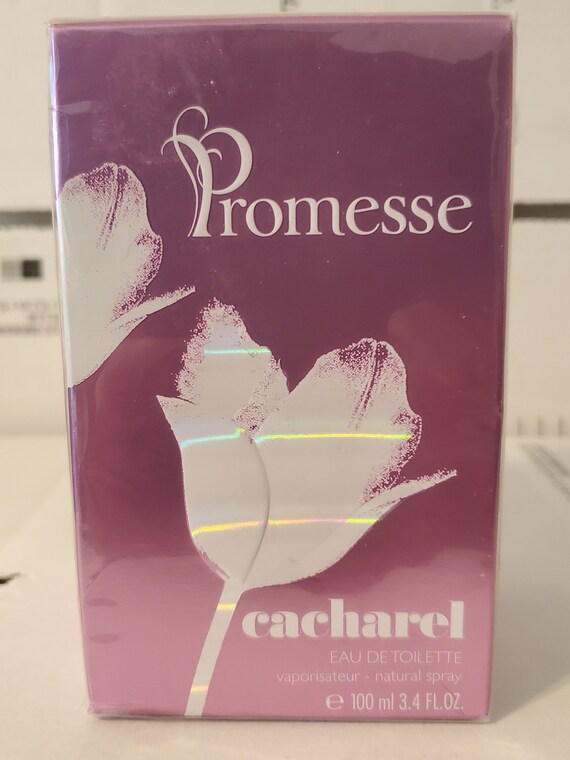 Promesse
cacharel
EAU DE TOILETTE
vaporisateur - natural spray
℮ 100 ml 3.4 FL.OZ.